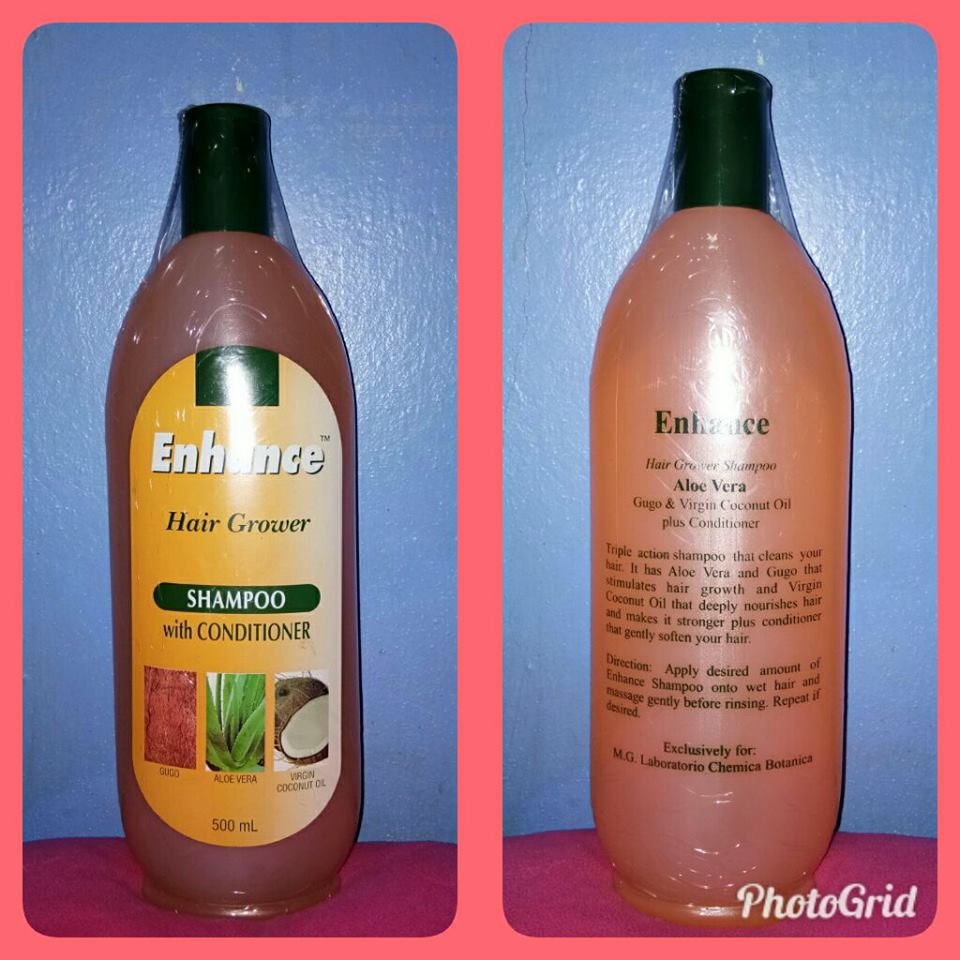 Enhance™
Hair Grower
SHAMPOO
with CONDITIONER
GUGO
ALOE VERA
VIRGIN
COCONUT OIL
500 mL
Enhance
Hair Grower Shampoo
Aloe Vera
Gugo & Virgin Coconut Oil
plus Conditioner
Triple action shampoo that cleans your
hair. It has Aloe Vera and Gugo that
stimulates hair growth and Virgin
Coconut Oil that deeply nourishes hair
and makes it stronger plus conditioner
that gently soften your hair.
Direction: Apply desired amount of
Enhance Shampoo onto wet hair and
massage gently before rinsing. Repeat if
desired.
Exclusively for:
M.G. Laboratorio Chemica Botanica
PhotoGrid